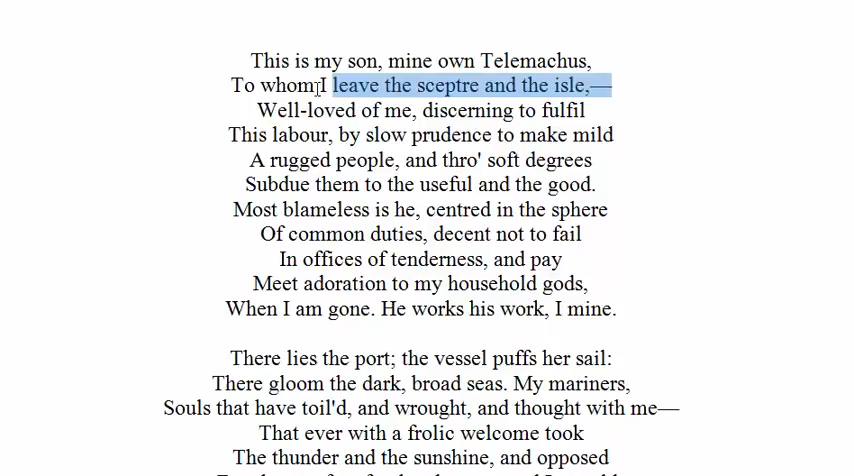 This is my son, mine own Telemachus,
To whom I leave the sceptre and the isle,—
Well-loved of me, discerning to fulfil
This labour, by slow prudence to make mild
A rugged people, and thro' soft degrees
Subdue them to the useful and the good.
Most blameless is he, centred in the sphere
Of common duties, decent not to fail
In offices of tenderness, and pay
Meet adoration to my household gods,
When I am gone. He works his work, I mine.
There lies the port; the vessel puffs her sail:
There gloom the dark, broad seas. My mariners,
Souls that have toil'd, and wrought, and thought with me—
That ever with a frolic welcome took
The thunder and the sunshine, and opposed